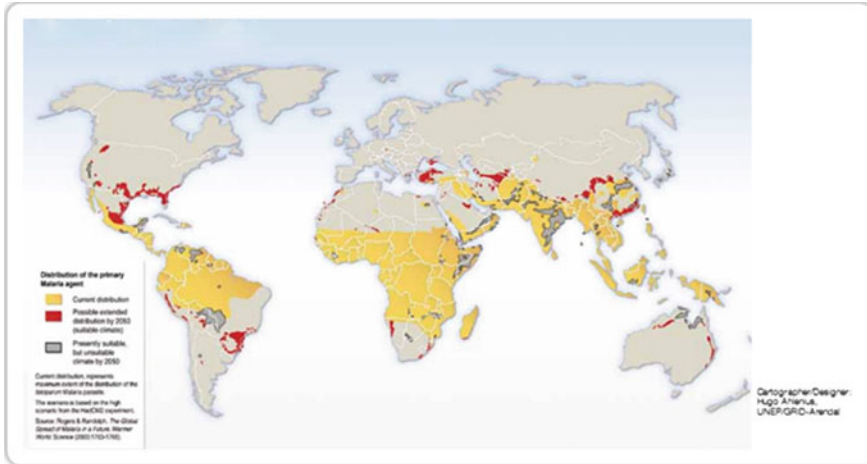 Distribution of the primary
Malaria agent
Current distribution
Possible extended
distribution by 2050
(suitable climate)
Presently suitable,
but unsuitable
climate by 2050
Current distribution, represents
maximum extent of the distribution of the
falciparum Malaria parasite.
The scenario is based on the high
scenario from the HadCM2 experiment.
Source: Rogers & Randolph, The Global
Spread of Malaria in a Future, Warmer
World. Science (2000:1763-1766).
Cartographer/Designer:
Hugo Ahlenius,
UNEP/GRID-Arendal